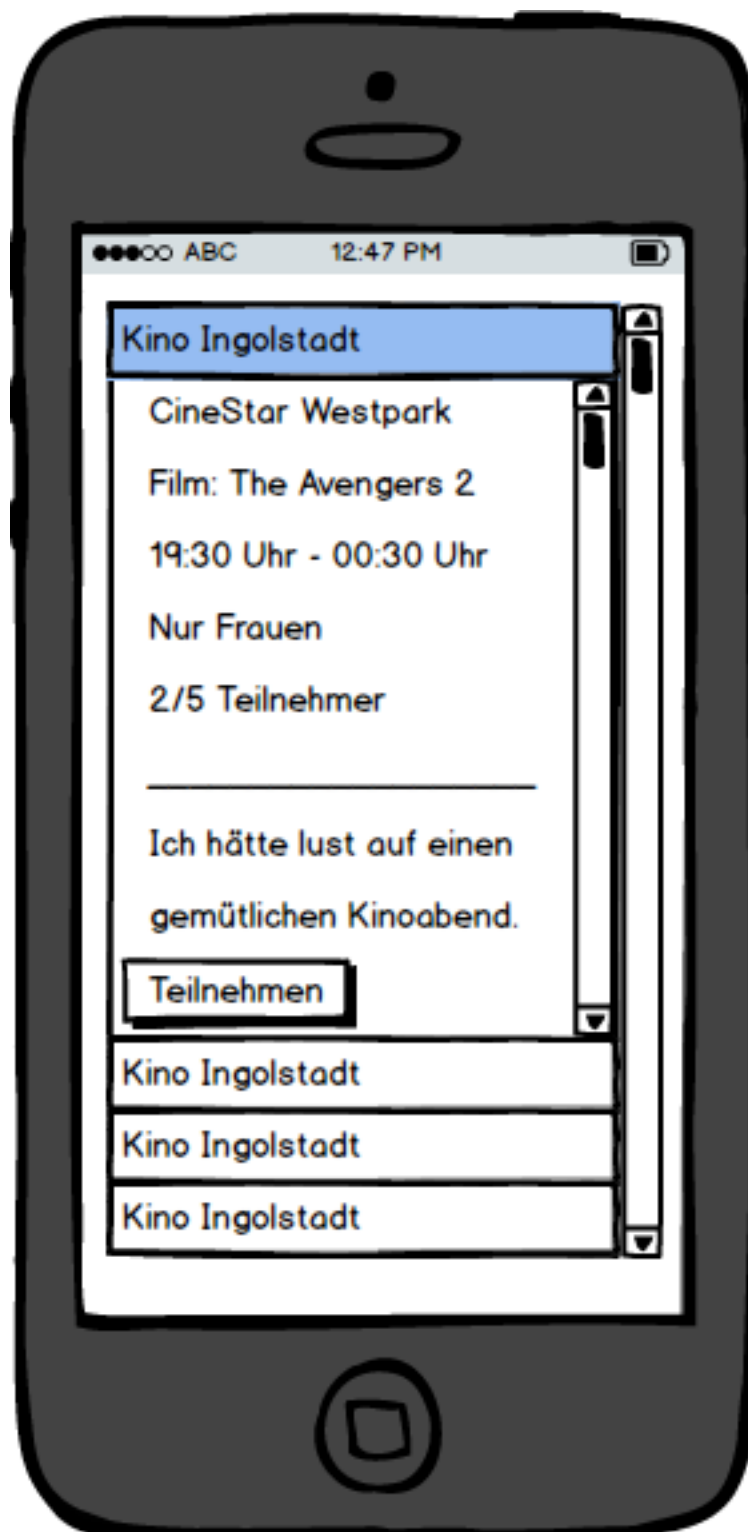 ABC 12:47 PM
Kino Ingolstadt
CineStar Westpark
Film: The Avengers 2
19:30 Uhr - 00:30 Uhr
Nur Frauen
2/5 Teilnehmer
Ich hätte lust auf einen
gemütlichen Kinoabend.
Teilnehmen
Kino Ingolstadt
Kino Ingolstadt
Kino Ingolstadt